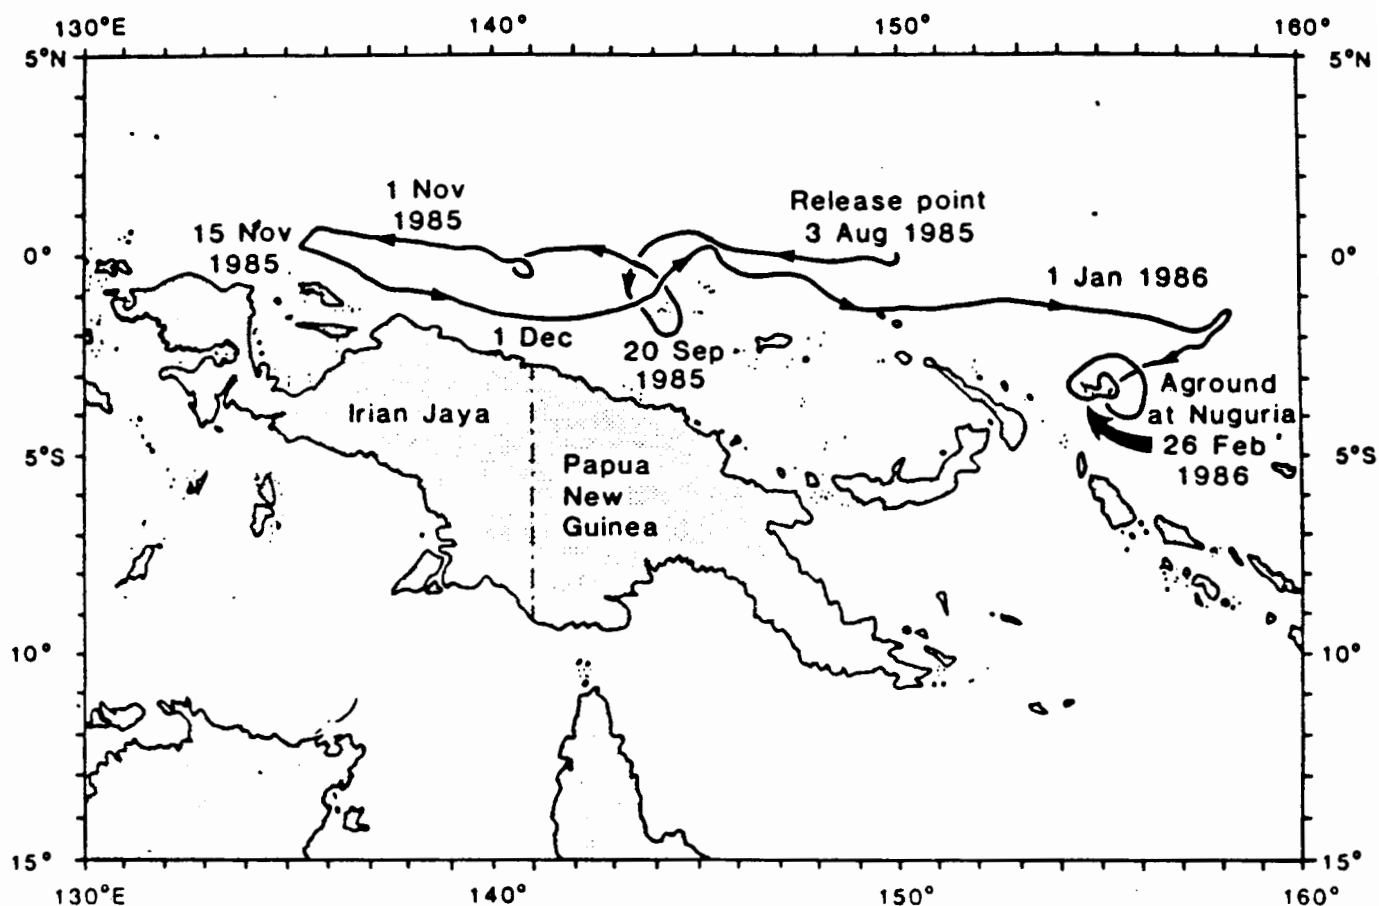 130°E 140° 150° 160°
5°N 5°N
1 Nov
1985
Release point
3 Aug 1985
15 Nov
1985
0° 0°
1 Jan 1986
1 Dec
20 Sep
1985
Aground
at Nuguria
26 Feb
1986
Irian Jaya
Papua
New
Guinea
5°S 5°S
10° 10°
15° 15°
130°E 140° 150° 160°